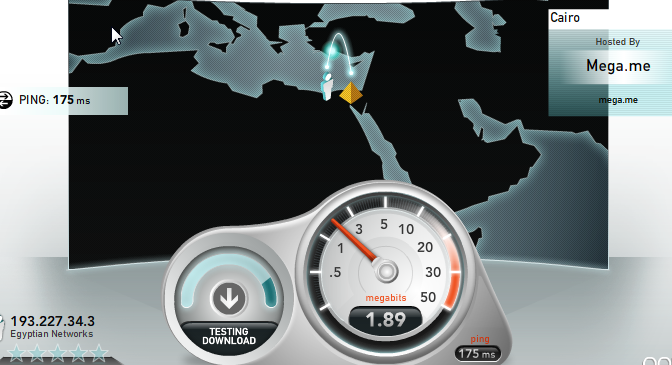 Cairo
Hosted By
Mega.me
mega.me
PING: 175 ms
.5
1
3
5
10
20
30
50
megabits
1.89
TESTING
DOWNLOAD
ping
175 ms
193.227.34.3
Egyptian Networks